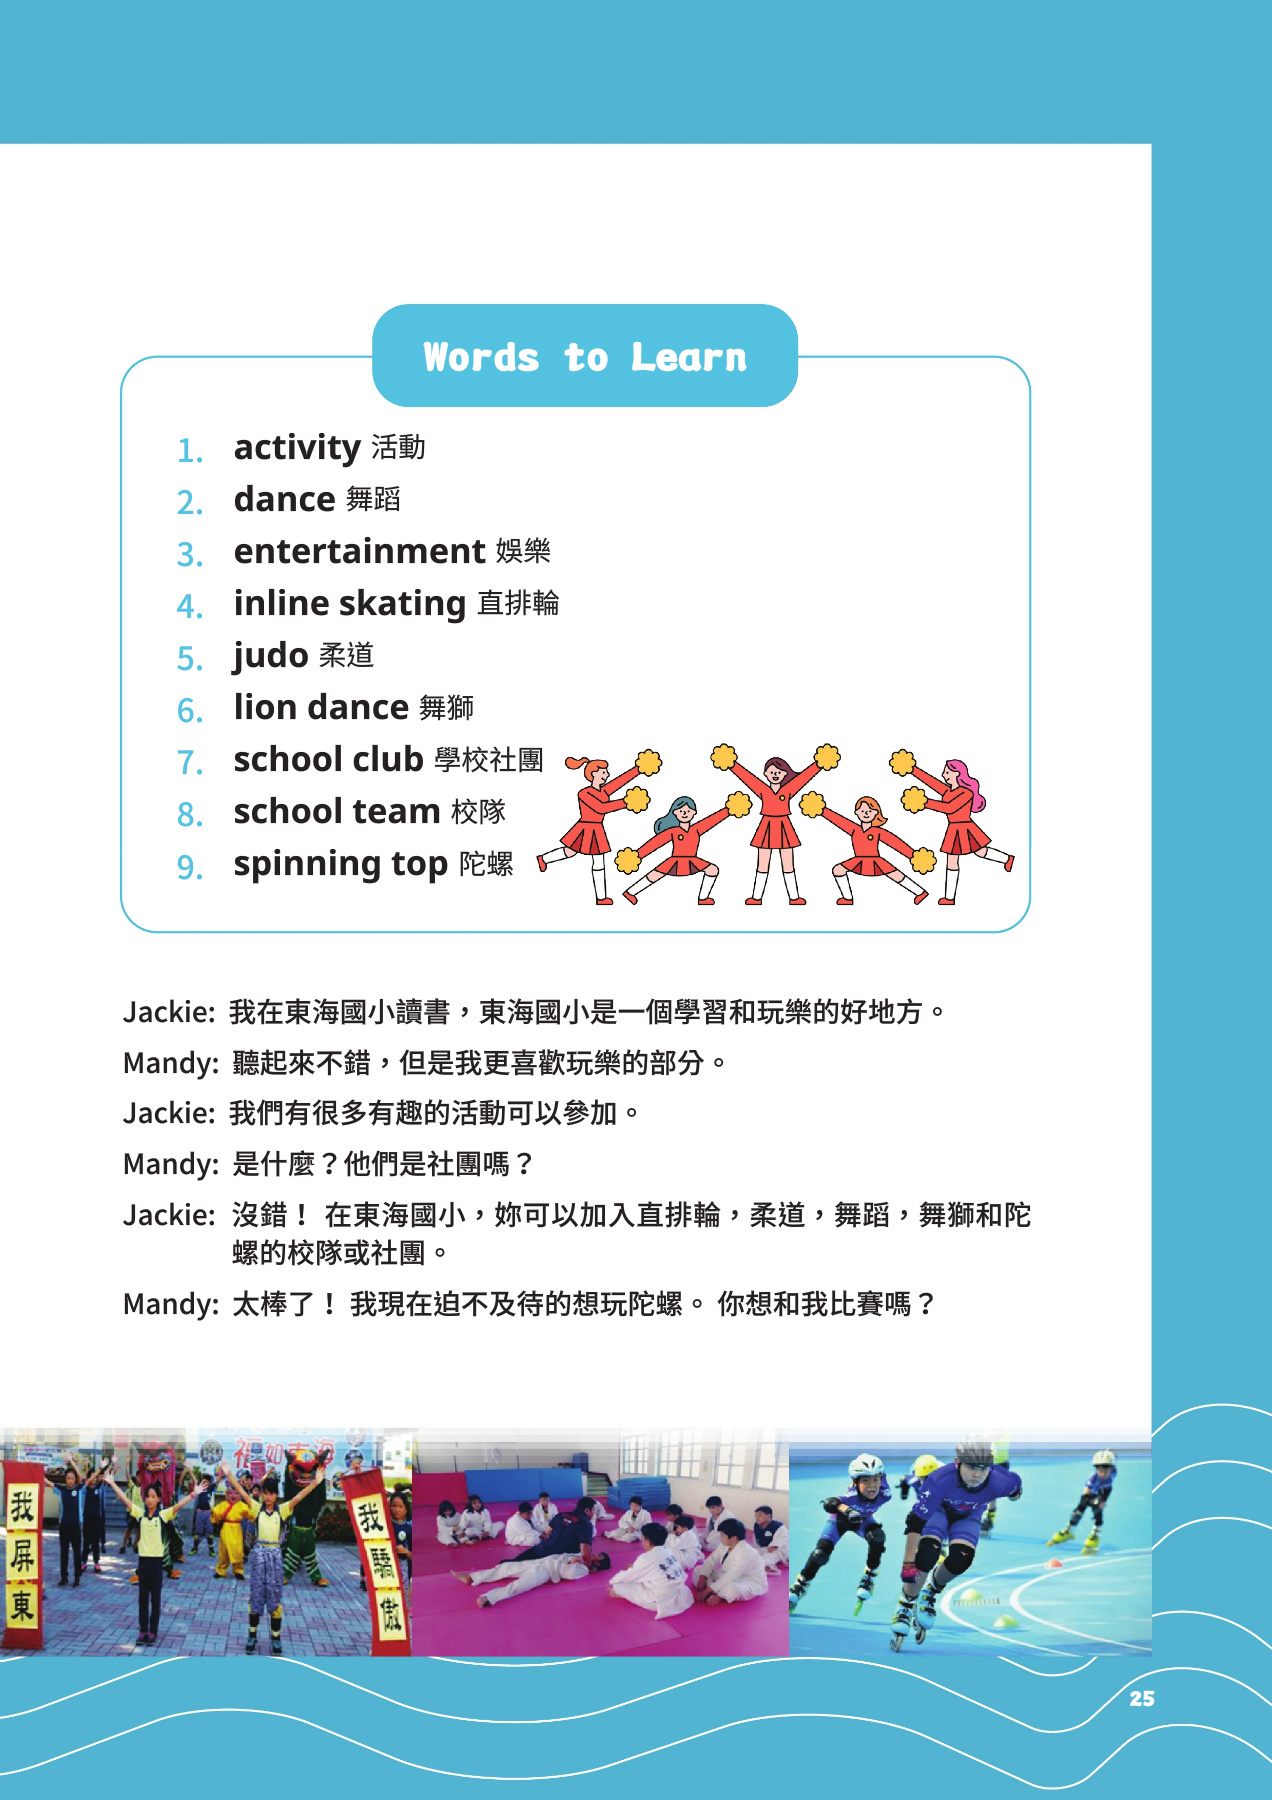 Words to Learn
1. activity 活動
2. dance 舞蹈
3. entertainment 娛樂
4. inline skating 直排輪
5. judo 柔道
6. lion dance 舞獅
7. school club 學校社團
8. school team 校隊
9. spinning top 陀螺
Jackie: 我在東海國小讀書，東海國小是一個學習和玩樂的好地方。
Mandy: 聽起來不錯，但是我更喜歡玩樂的部分。
Jackie: 我們有很多有趣的活動可以參加。
Mandy: 是什麼？他們是社團嗎？
Jackie: 沒錯！ 在東海國小，妳可以加入直排輪，柔道，舞蹈，舞獅和陀
螺的校隊或社團。
Mandy: 太棒了！ 我現在迫不及待的想玩陀螺。 你想和我比賽嗎？
福如東海
我屏東
我驕傲
25